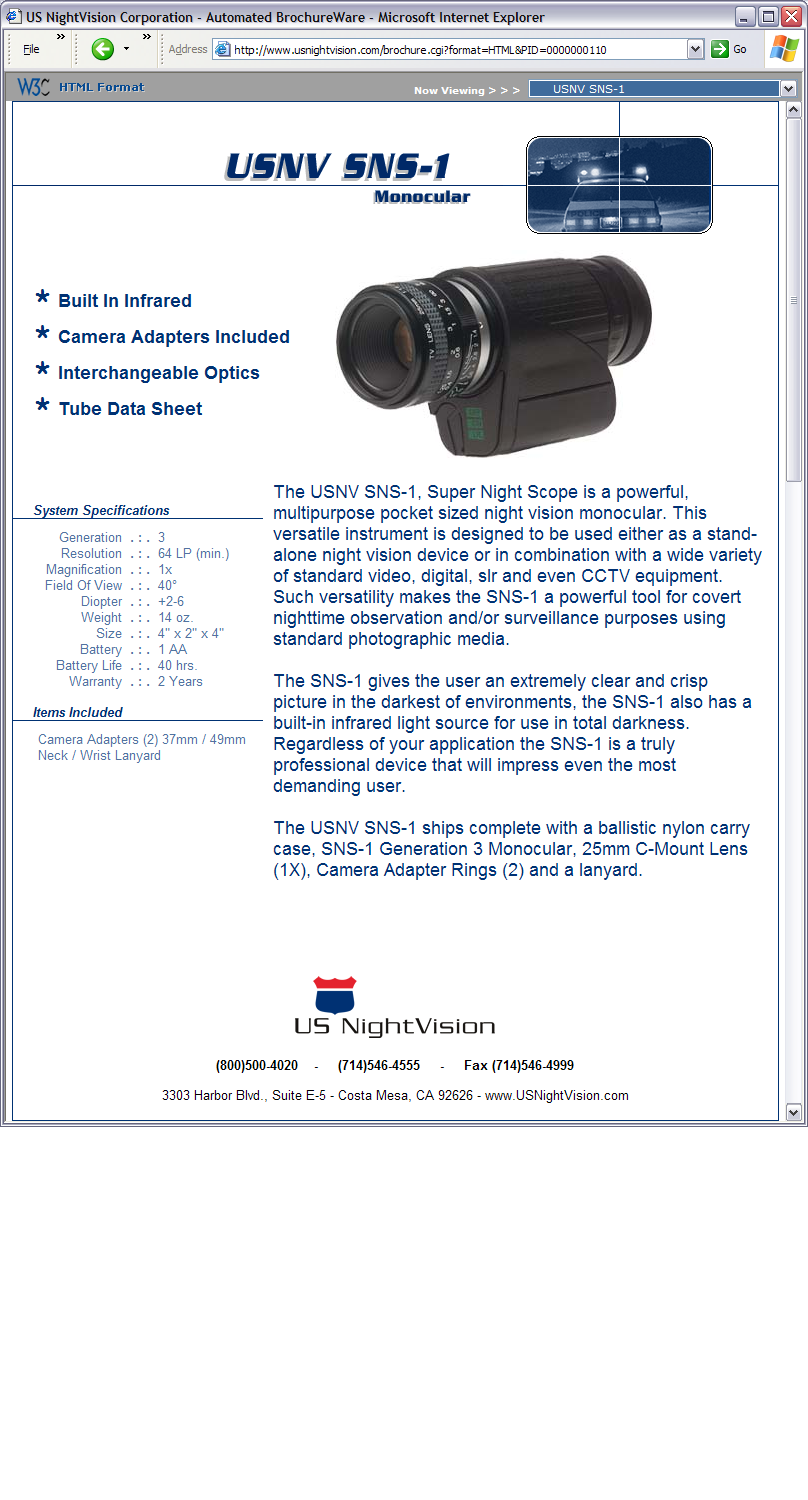 US NightVision Corporation - Automated BrochureWare - Microsoft Internet Explorer
File » » Address http://www.usnightvision.com/brochure.cgi?format=HTML&PID=0000000110 Go
W3C HTML Format Now Viewing > > > USNV SNS-1
USNV SNS-1
Monocular
* Built In Infrared
* Camera Adapters Included
* Interchangeable Optics
* Tube Data Sheet
System Specifications
Generation .:. 3
Resolution .:. 64 LP (min.)
Magnification .:. 1x
Field Of View .:. 40°
Diopter .:. +2-6
Weight .:. 14 oz.
Size .:. 4" x 2" x 4"
Battery .:. 1 AA
Battery Life .:. 40 hrs.
Warranty .:. 2 Years
Items Included
Camera Adapters (2) 37mm / 49mm
Neck / Wrist Lanyard
The USNV SNS-1, Super Night Scope is a powerful,
multipurpose pocket sized night vision monocular. This
versatile instrument is designed to be used either as a stand-
alone night vision device or in combination with a wide variety
of standard video, digital, slr and even CCTV equipment.
Such versatility makes the SNS-1 a powerful tool for covert
nighttime observation and/or surveillance purposes using
standard photographic media.
The SNS-1 gives the user an extremely clear and crisp
picture in the darkest of environments, the SNS-1 also has a
built-in infrared light source for use in total darkness.
Regardless of your application the SNS-1 is a truly
professional device that will impress even the most
demanding user.
The USNV SNS-1 ships complete with a ballistic nylon carry
case, SNS-1 Generation 3 Monocular, 25mm C-Mount Lens
(1X), Camera Adapter Rings (2) and a lanyard.
US NightVision
(800)500-4020 - (714)546-4555 - Fax (714)546-4999
3303 Harbor Blvd., Suite E-5 - Costa Mesa, CA 92626 - www.USNightVision.com